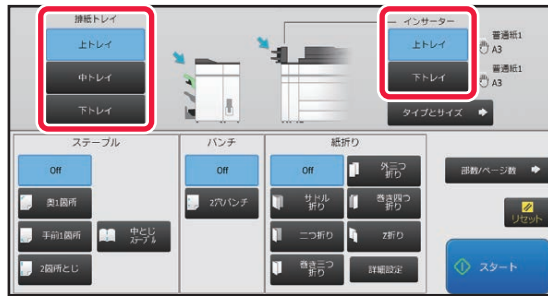 排紙トレイ
上トレイ
中トレイ
下トレイ
インサーター
上トレイ
下トレイ
普通紙1
A3
普通紙1
A3
タイプとサイズ
ステープル
Off
奥1箇所
手前1箇所
2箇所とじ
中とじ
ステープル
パンチ
Off
2穴パンチ
紙折り
Off
外三つ
折り
サドル
折り
巻き四つ
折り
二つ折り
Z折り
巻き三つ
折り
詳細設定
部数/ページ数
リセット
スタート